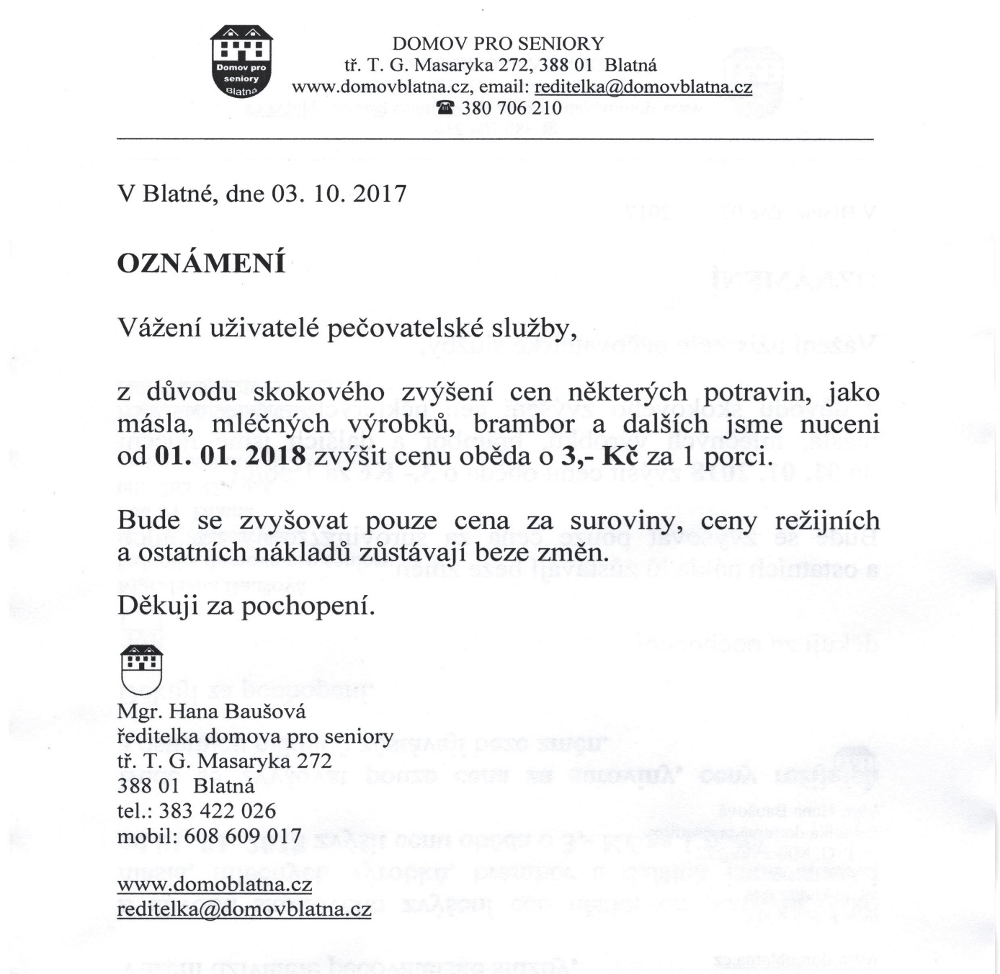 Domov pro
seniory
Blatná
DOMOV PRO SENIORY
tř. T. G. Masaryka 272, 388 01 Blatná
www.domovblatna.cz, email: reditelka@domovblatna.cz
☎ 380 706 210
V Blatné, dne 03. 10. 2017
OZNÁMENÍ
Vážení uživatelé pečovatelské služby,
z důvodu skokového zvýšení cen některých potravin, jako
másla, mléčných výrobků, brambor a dalších jsme nuceni
od 01. 01. 2018 zvýšit cenu oběda o 3,- Kč za 1 porci.
Bude se zvyšovat pouze cena za suroviny, ceny režijních
a ostatních nákladů zůstávají beze změn.
Děkuji za pochopení.
Mgr. Hana Baušová
ředitelka domova pro seniory
tř. T. G. Masaryka 272
388 01 Blatná
tel.: 383 422 026
mobil: 608 609 017
www.domoblatna.cz
reditelka@domovblatna.cz